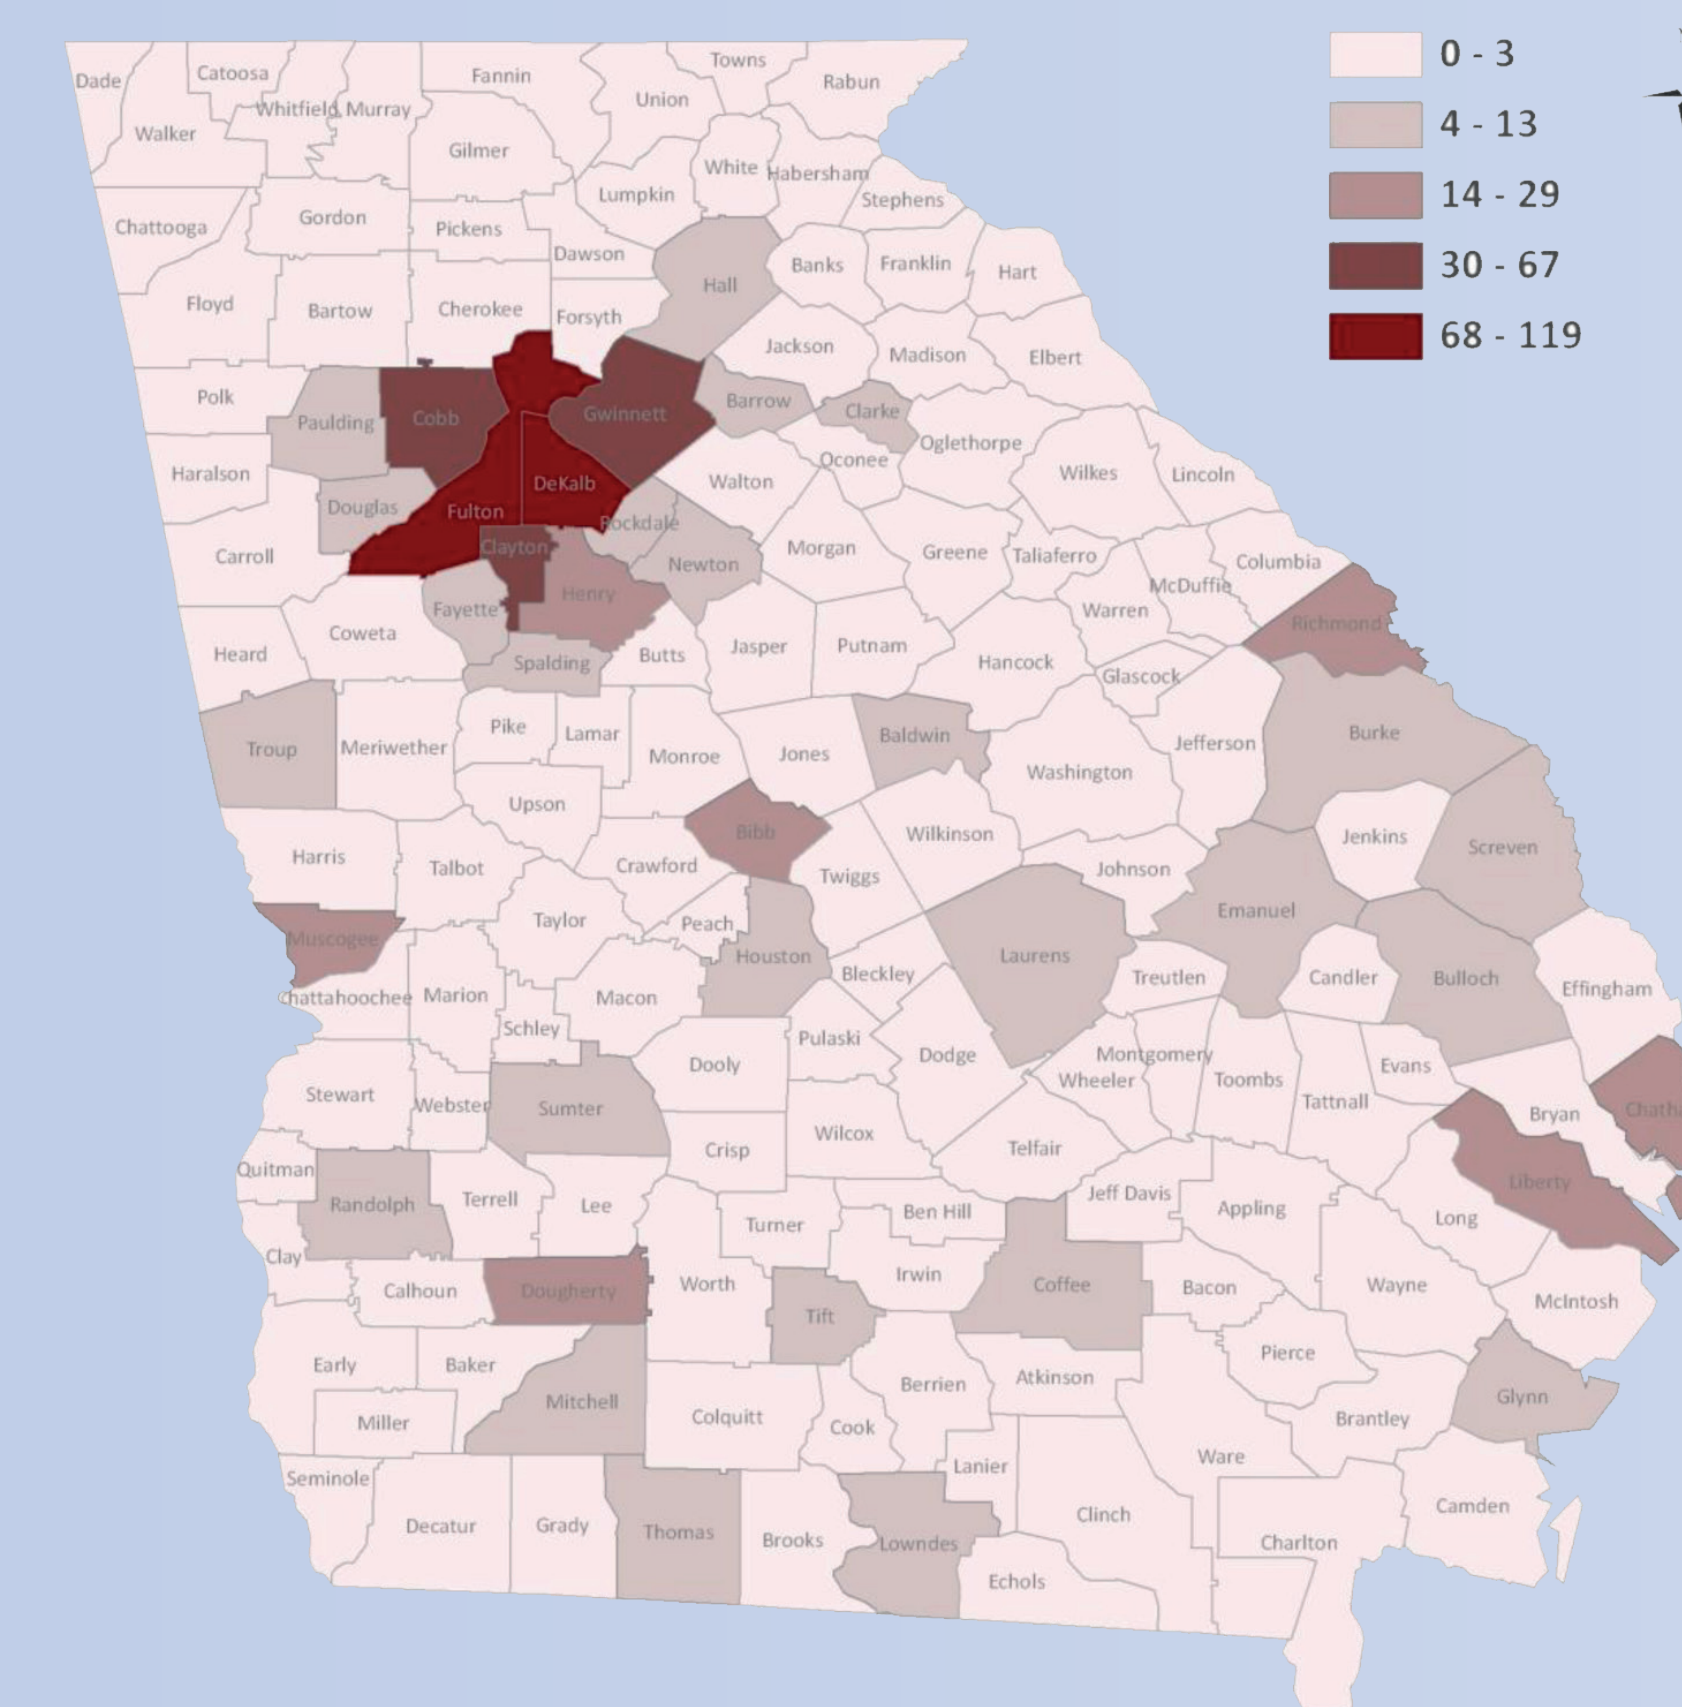 0 - 3
4 - 13
14 - 29
30 - 67
68 - 119
Dade
Catoosa
Whitfield
Murray
Fannin
Union
Towns
Rabun
Walker
Gilmer
White
Habersham
Lumpkin
Stephens
Chattooga
Gordon
Pickens
Dawson
Hall
Banks
Franklin
Hart
Floyd
Bartow
Cherokee
Forsyth
Jackson
Madison
Elbert
Polk
Paulding
Cobb
Gwinnett
Barrow
Clarke
Oglethorpe
Haralson
Douglas
Fulton
DeKalb
Rockdale
Walton
Oconee
Wilkes
Lincoln
Carroll
Clayton
Henry
Newton
Morgan
Greene
Taliaferro
McDuffie
Columbia
Fayette
Warren
Richmond
Heard
Coweta
Spalding
Butts
Jasper
Putnam
Hancock
Glascock
Troup
Meriwether
Pike
Lamar
Monroe
Jones
Baldwin
Washington
Jefferson
Burke
Upson
Bibb
Wilkinson
Jenkins
Screven
Harris
Talbot
Crawford
Twiggs
Johnson
Emanuel
Muscogee
Taylor
Peach
Houston
Bleckley
Laurens
Treutlen
Candler
Bulloch
Effingham
Chattahoochee
Marion
Macon
Schley
Pulaski
Dodge
Montgomery
Wheeler
Toombs
Tattnall
Evans
Bryan
Chatha
Stewart
Webster
Sumter
Dooly
Crisp
Wilcox
Telfair
Liberty
Quitman
Randolph
Terrell
Lee
Turner
Ben Hill
Jeff Davis
Appling
Long
Clay
Calhoun
Dougherty
Worth
Tift
Irwin
Coffee
Bacon
Wayne
McIntosh
Early
Baker
Mitchell
Berrien
Atkinson
Pierce
Glynn
Miller
Colquitt
Cook
Brantley
Seminole
Decatur
Grady
Thomas
Brooks
Lowndes
Lanier
Clinch
Ware
Charlton
Camden
Echols